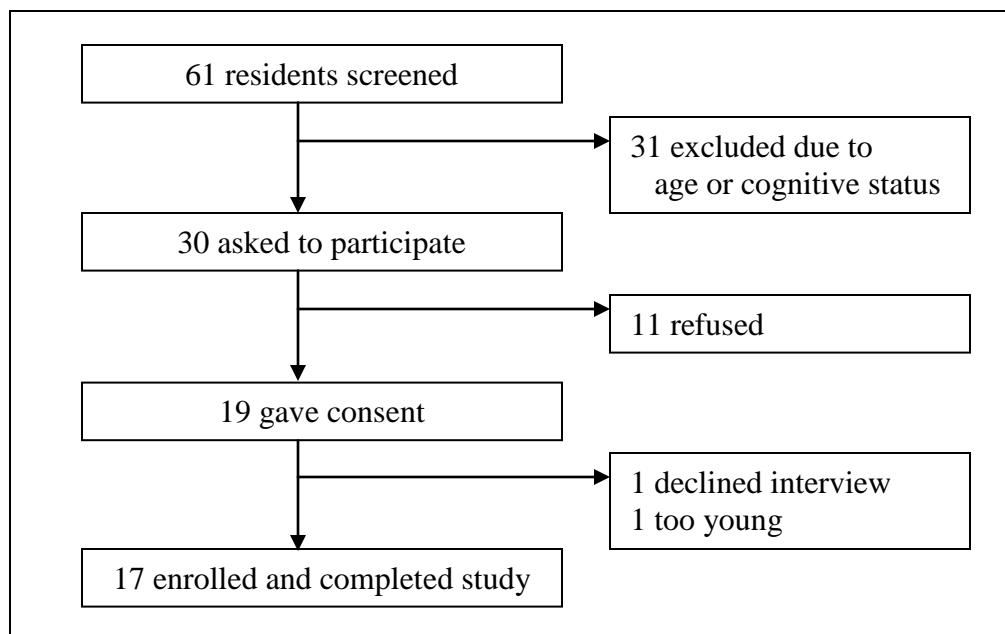 61 residents screened
31 excluded due to
age or cognitive status
30 asked to participate
11 refused
19 gave consent
1 declined interview
1 too young
17 enrolled and completed study